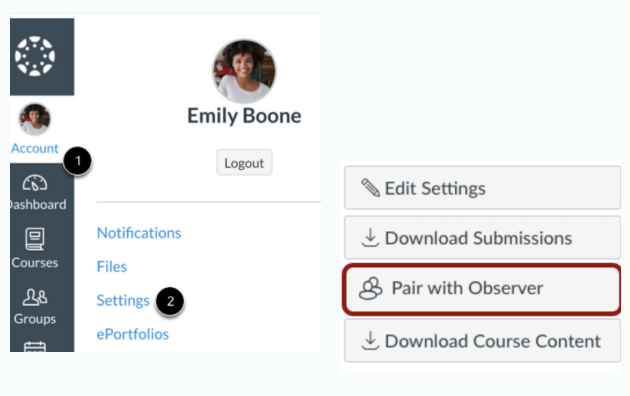 Emily Boone
Account
1
Logout
Dashboard
Notifications
Courses
Files
Settings 2
Groups
ePortfolios
Edit Settings
Download Submissions
Pair with Observer
Download Course Content